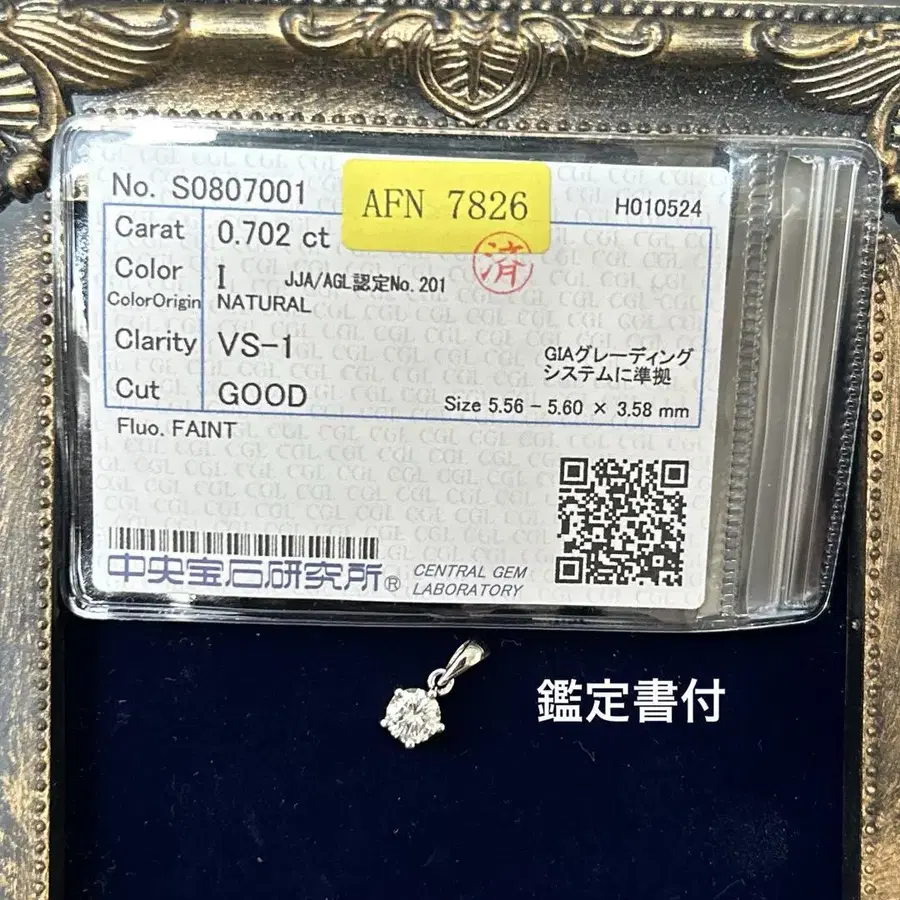 No. S0807001
AFN 7826
H010524
Carat 0.702 ct
済
Color I JJA/AGL認定No.201
ColorOrigin NATURAL
Clarity VS-1
GIAグレーディング
システムに準拠
Cut GOOD
Size 5.56 - 5.60 × 3.58 mm
Fluo. FAINT
中央宝石研究所® CENTRAL GEM
LABORATORY
鑑定書付